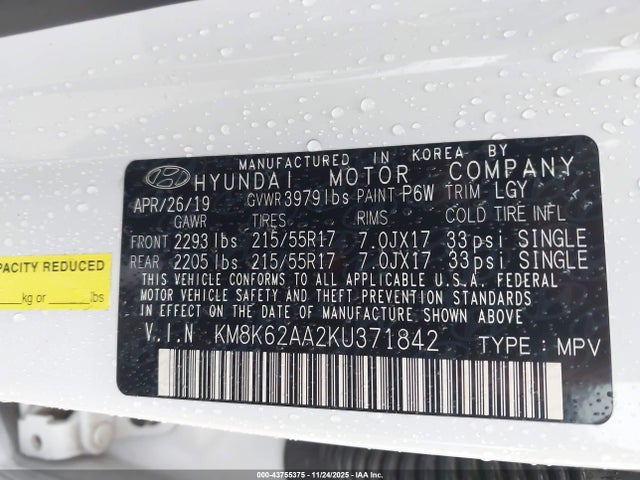 MANUFACTURED IN KOREA BY
HYUNDAI MOTOR COMPANY
APR/26/19 GVWR 3979 lbs PAINT P6W TRIM LGY
GAWR TIRES RIMS COLD TIRE INFL
FRONT 2293 lbs 215/55R17 7.0JX17 33 psi SINGLE
REAR 2205 lbs 215/55R17 7.0JX17 33 psi SINGLE
THIS VEHICLE CONFORMS TO ALL APPLICABLE U.S.A. FEDERAL
MOTOR VEHICLE SAFETY AND THEFT PREVENTION STANDARDS
IN EFFECT ON THE DATE OF MANUFACTURE SHOWN ABOVE
V.I.N KM8K62AA2KU371842 TYPE : MPV
REDUCED
kg or lbs
000-43755375 - 11/24/2025 - IAA Inc.